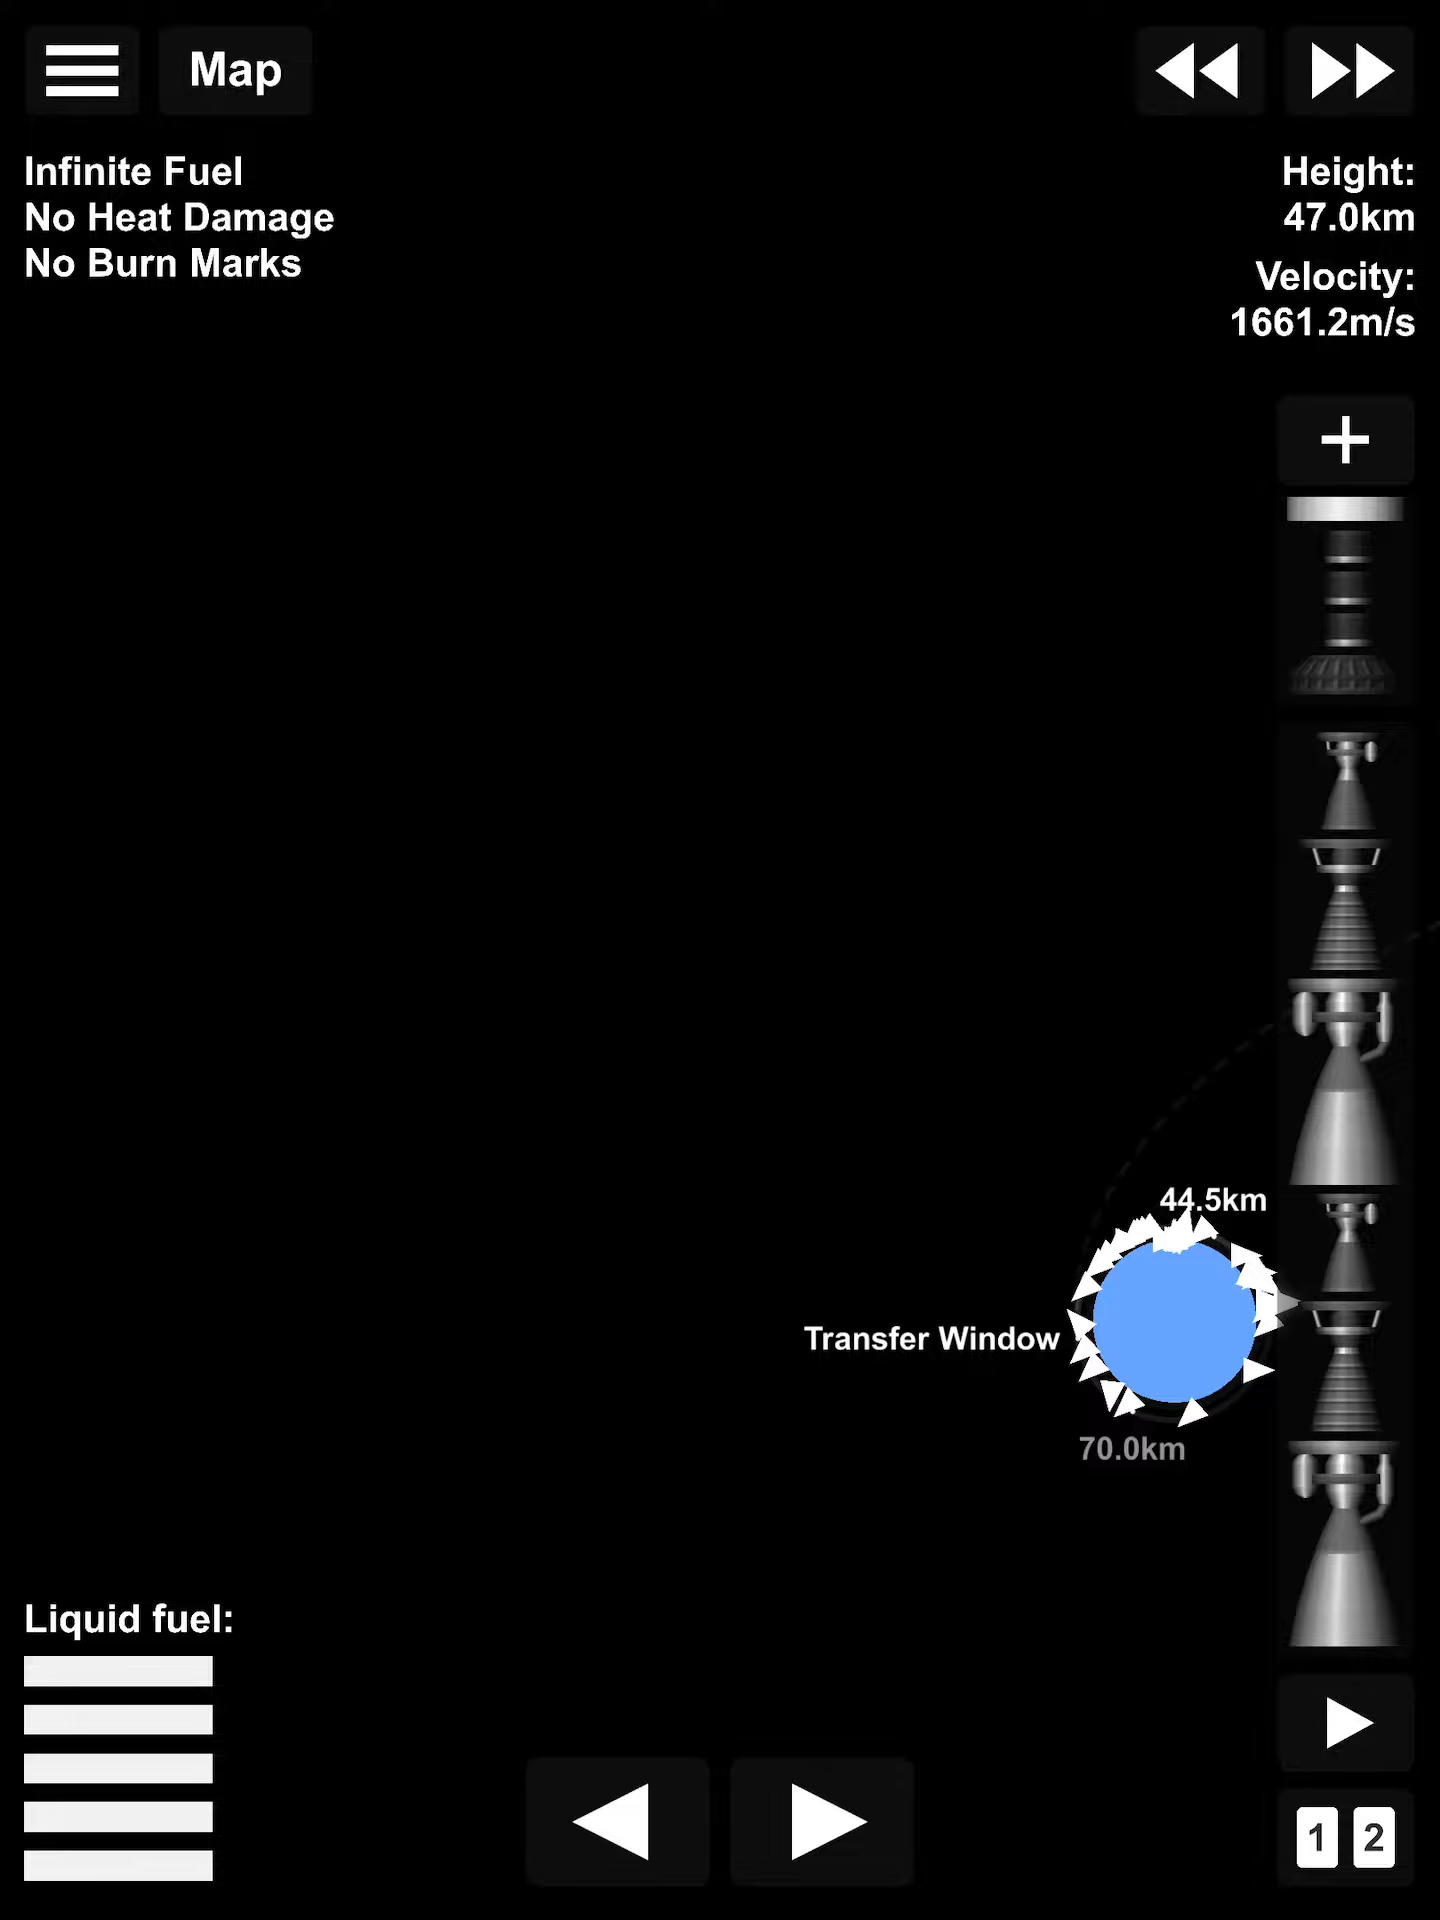 Map
Infinite Fuel
No Heat Damage
No Burn Marks
Height:
47.0km
Velocity:
1661.2m/s
44.5km
Transfer Window
70.0km
Liquid fuel:
1 2